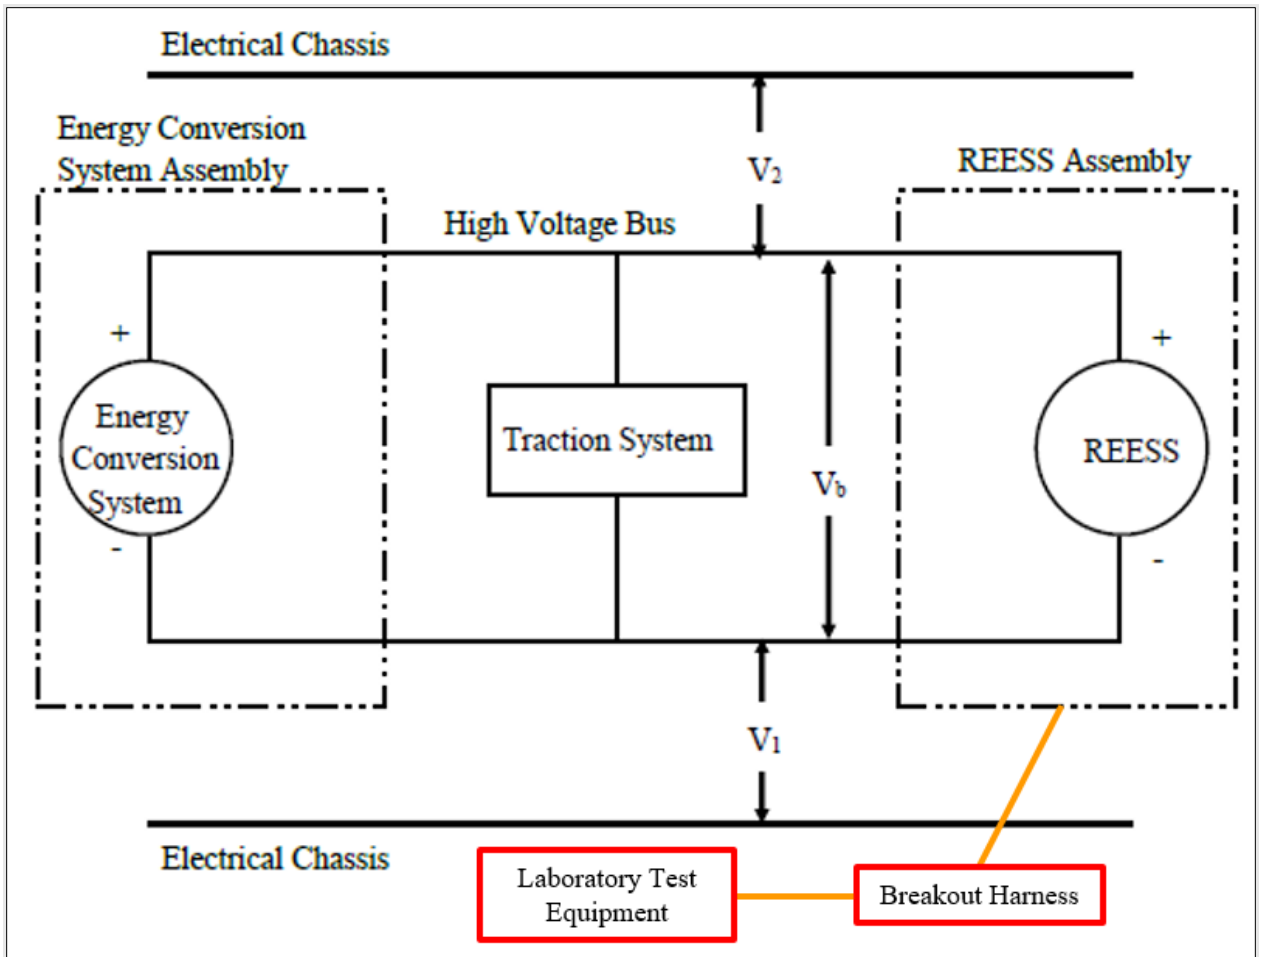 Electrical Chassis
Energy Conversion
System Assembly
V₂
REESS Assembly
High Voltage Bus
+
+
Energy
Conversion
System
Traction System
REESS
V_b
-
-
V₁
Electrical Chassis
Laboratory Test
Equipment
Breakout Harness